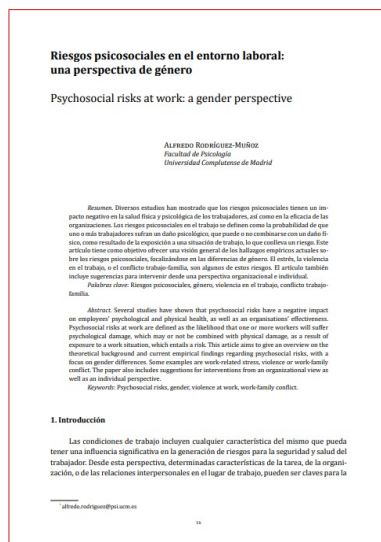 Riesgos psicosociales en el entorno laboral:
una perspectiva de género
Psychosocial risks at work: a gender perspective
Alfredo Rodríguez-Muñoz
Facultad de Psicología
Universidad Complutense de Madrid
Resumen. Diversos estudios han mostrado que los riesgos psicosociales tienen un im-
pacto negativo en la salud física y psicológica de los trabajadores, así como en la eficacia de las
organizaciones. Los riesgos psicosociales en el trabajo se definen como la probabilidad de que
uno o más trabajadores sufran un daño psicológico, que puede o no combinarse con un daño fí-
sico, como resultado de la exposición a una situación de trabajo, lo que conlleva un riesgo. Este
artículo tiene como objetivo ofrecer una visión general de los hallazgos empíricos actuales so-
bre los riesgos psicosociales, focalizándose en las diferencias de género. El estrés, la violencia
en el trabajo, o el conflicto trabajo-familia, son algunos de estos riesgos. El artículo también
incluye sugerencias para intervenir desde una perspectiva organizacional e individual.
Palabras clave: Riesgos psicosociales, género, violencia en el trabajo, conflicto trabajo-
familia.
Abstract. Several studies have shown that psychosocial risks have a negative impact
on employees' psychological and physical health, as well as an organisations' effectiveness.
Psychosocial risks at work are defined as the likelihood that one or more workers will suffer
psychological damage, which may or not be combined with physical damage, as a result of
exposure to a work situation, which entails a risk. This article aims to give an overview on the
theoretical background and current empirical findings regarding psychosocial risks, with a
focus on gender differences. Some examples are work-related stress, violence or work-family
conflict. The paper also includes suggestions for interventions from an organizational view as
well as an individual perspective.
Keywords: Psychosocial risks, gender, violence at work, work-family conflict.
1. Introducción
Las condiciones de trabajo incluyen cualquier característica del mismo que pueda
tener una influencia significativa en la generación de riesgos para la seguridad y salud del
trabajador. Desde esta perspectiva, determinadas características de la tarea, de la organi-
zación, o de las relaciones interpersonales en el lugar de trabajo, pueden ser claves para la
alfredo.rodriguez@psi.ucm.es